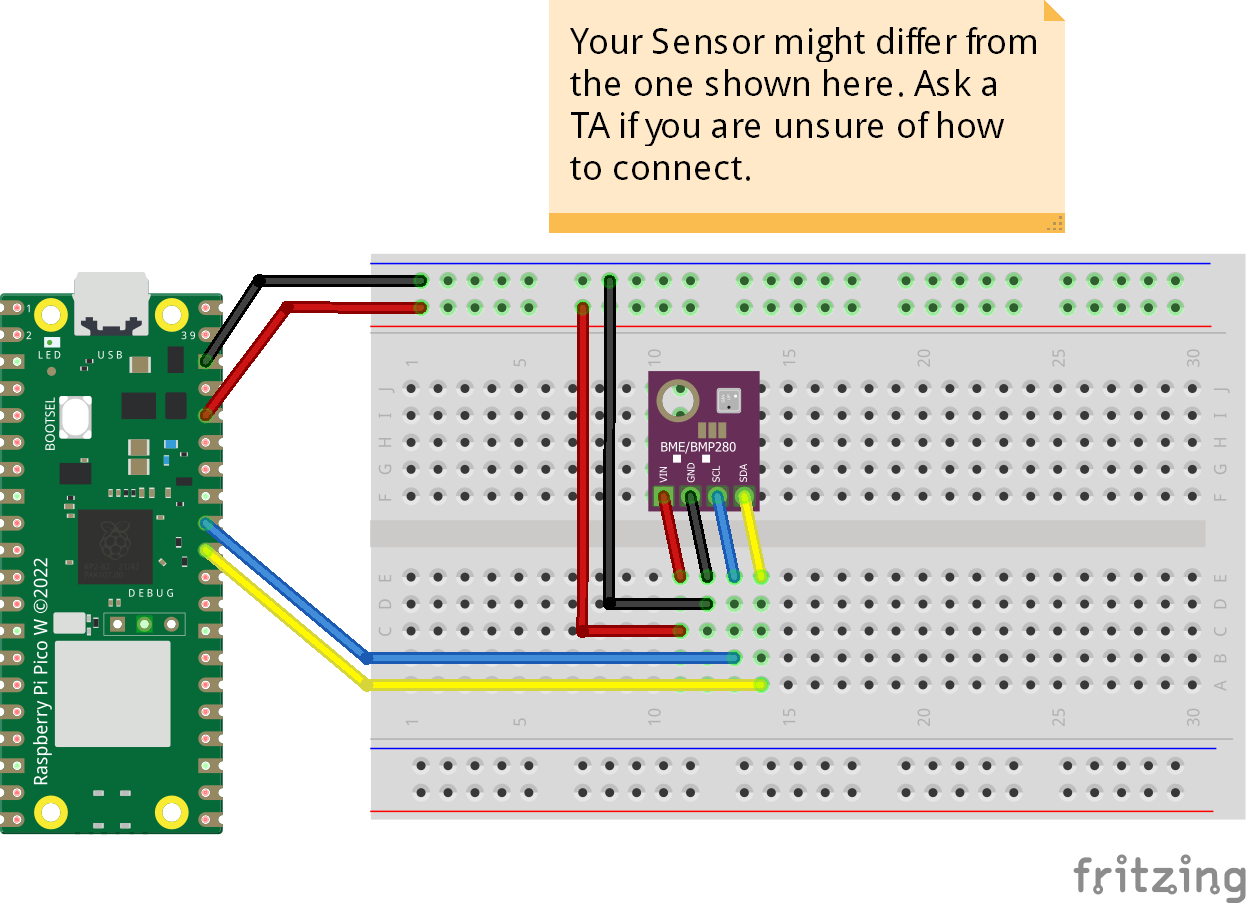 Your Sensor might differ from
the one shown here. Ask a
TA if you are unsure of how
to connect.
1
2
39
LED
USB
BOOTSEL
DEBUG
Raspberry Pi Pico W ©2022
1 5 10 15 20 25 30
J J
I I
H H
G G
F F
BME/BMP280
VIN GND SCL SDA
E E
D D
C C
B
A
1 5 10 15 20 25 30
fritzing